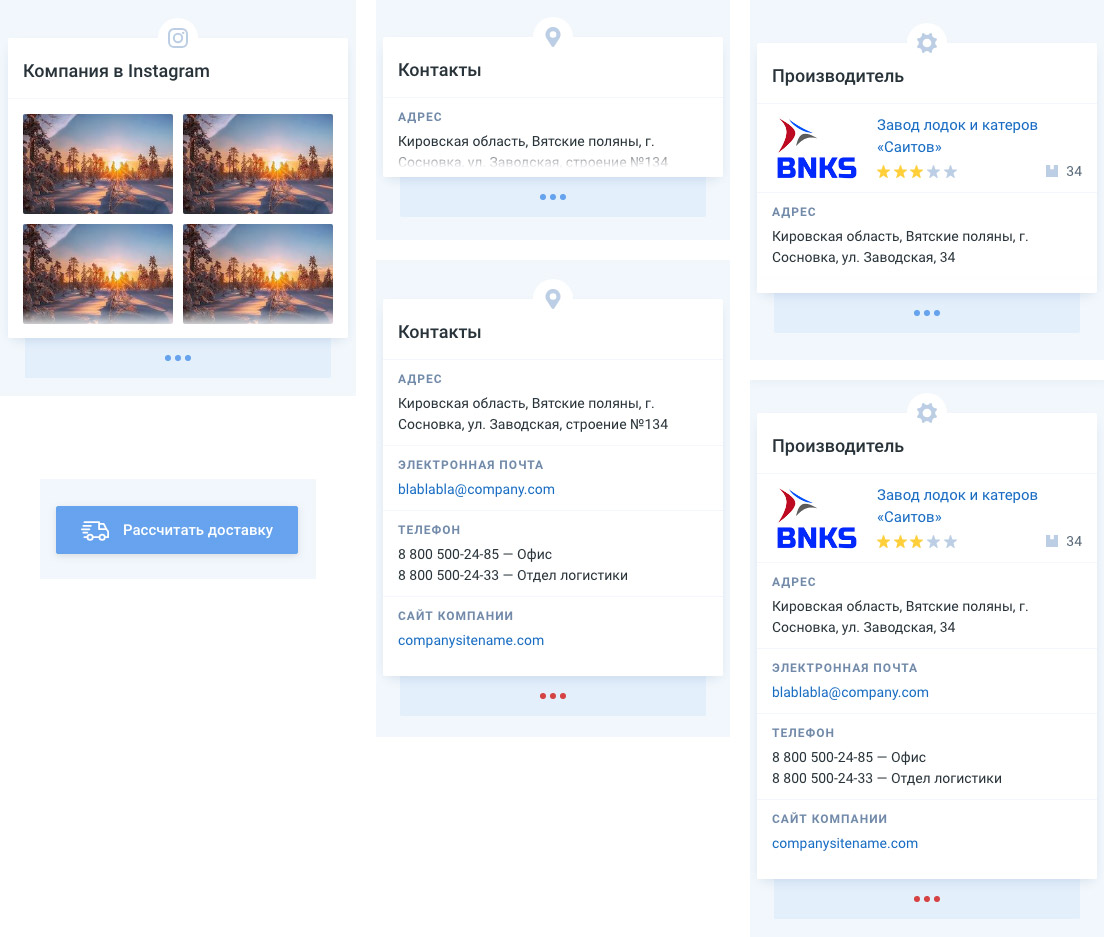 Компания в Instagram
Рассчитать доставку
Контакты
АДРЕС
Кировская область, Вятские поляны, г.
Сосновка, ул. Заводская, строение №134
Контакты
АДРЕС
Кировская область, Вятские поляны, г.
Сосновка, ул. Заводская, строение №134
ЭЛЕКТРОННАЯ ПОЧТА
blablabla@company.com
ТЕЛЕФОН
8 800 500-24-85 — Офис
8 800 500-24-33 — Отдел логистики
САЙТ КОМПАНИИ
companysitename.com
Производитель
BNKS
Завод лодок и катеров
«Саитов»
34
АДРЕС
Кировская область, Вятские поляны, г.
Сосновка, ул. Заводская, 34
Производитель
BNKS
Завод лодок и катеров
«Саитов»
34
АДРЕС
Кировская область, Вятские поляны, г.
Сосновка, ул. Заводская, 34
ЭЛЕКТРОННАЯ ПОЧТА
blablabla@company.com
ТЕЛЕФОН
8 800 500-24-85 — Офис
8 800 500-24-33 — Отдел логистики
САЙТ КОМПАНИИ
companysitename.com